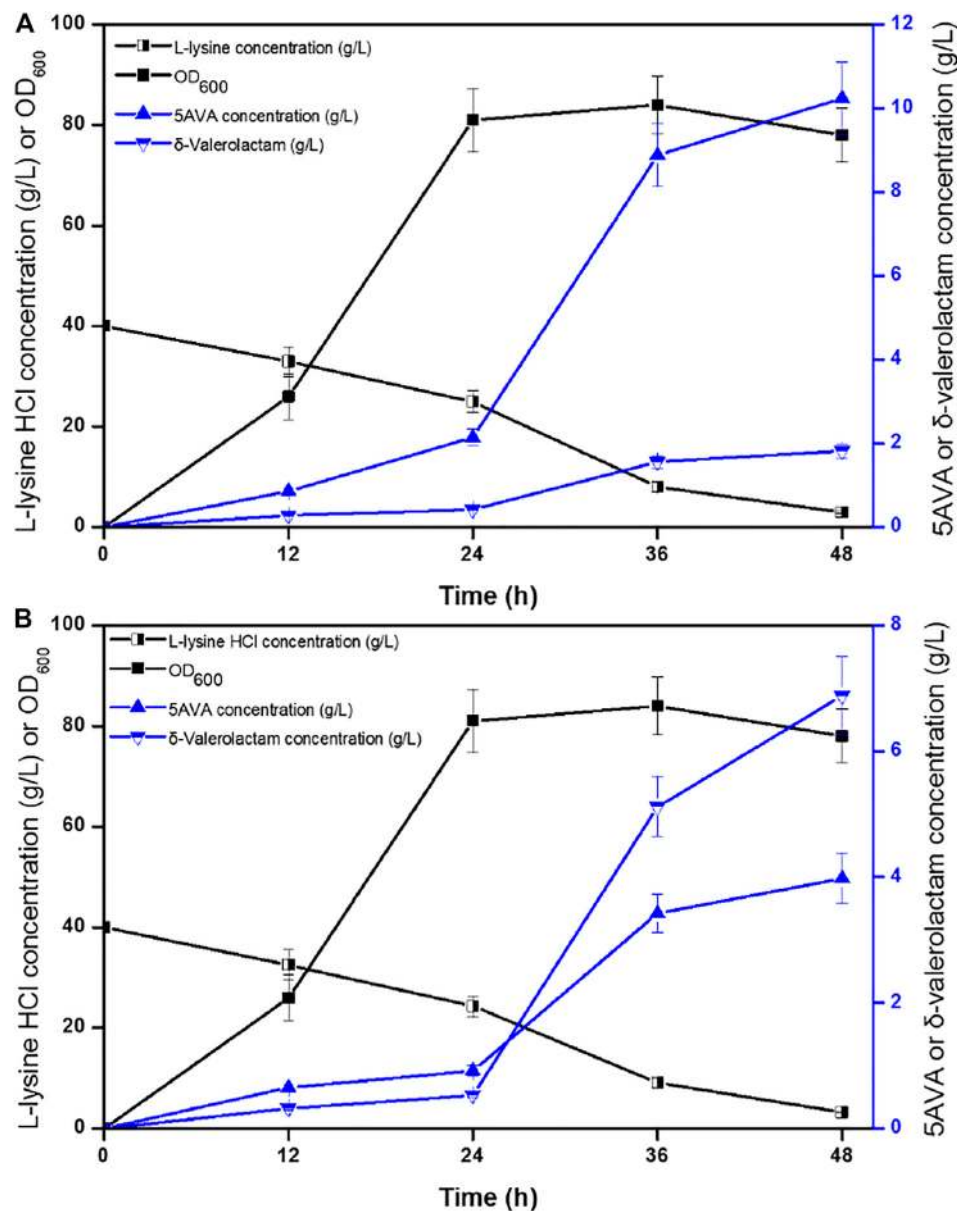 A
L-lysine HCl concentration (g/L) or OD600
100
80
60
40
20
0
L-lysine concentration (g/L)
OD600
5AVA concentration (g/L)
δ-Valerolactam (g/L)
12
10
8
6
4
2
0
5AVA or δ-valerolactam concentration (g/L)
0 12 24 36 48
Time (h)
B
L-lysine HCl concentration (g/L) or OD600
100
80
60
40
20
0
L-lysine HCl concentration (g/L)
OD600
5AVA concentration (g/L)
δ-Valerolactam concentration (g/L)
8
6
4
2
0
5AVA or δ-valerolactam concentration (g/L)
0 12 24 36 48
Time (h)